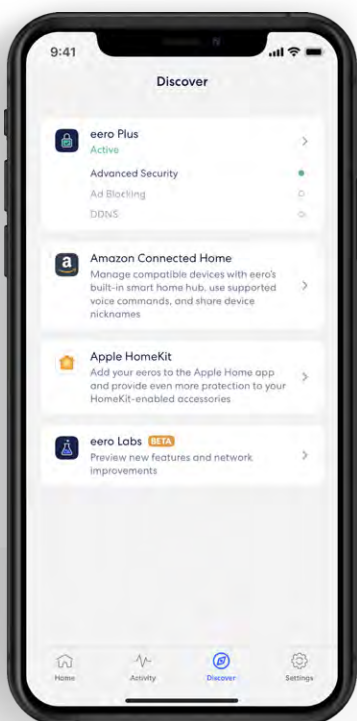 9:41
Discover
eero Plus
Active
Advanced Security
Ad Blocking
DDNS
a
Amazon Connected Home
Manage compatible devices with eero's
built-in smart home hub, use supported
voice commands, and share device
nicknames
Apple HomeKit
Add your eeros to the Apple Home app
and provide even more protection to your
HomeKit-enabled accessories
eero Labs BETA
Preview new features and network
improvements
Home Activity Discover Settings